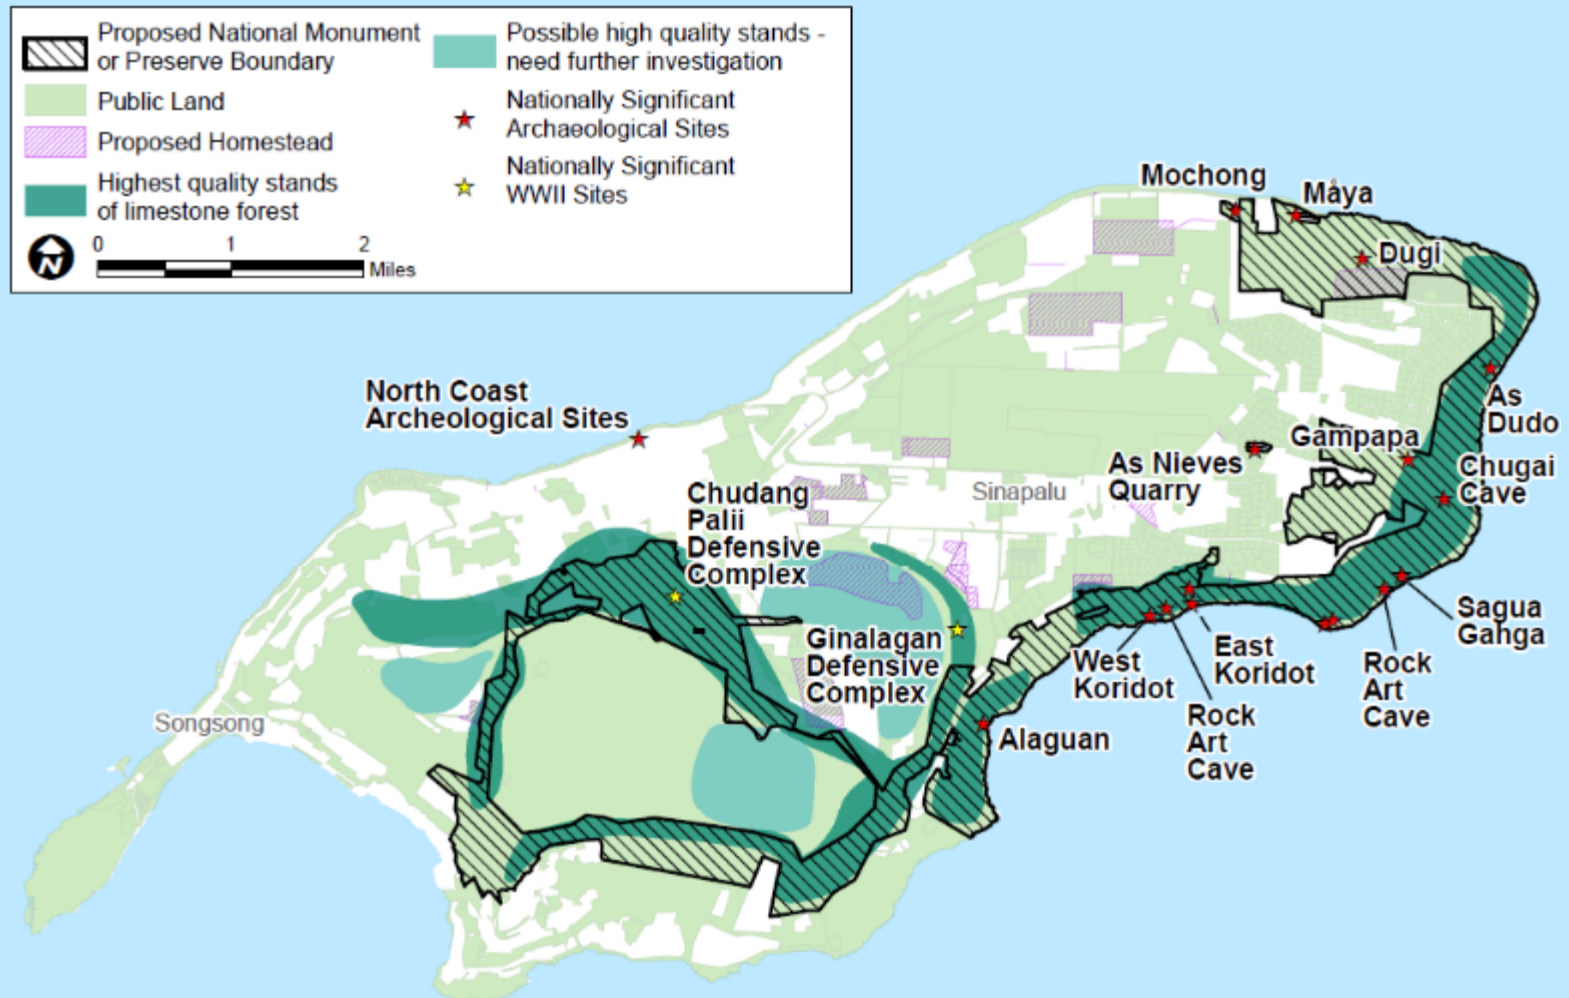 Proposed National Monument
or Preserve Boundary
Public Land
Proposed Homestead
Highest quality stands
of limestone forest
Possible high quality stands -
need further investigation
Nationally Significant
Archaeological Sites
Nationally Significant
WWII Sites
N
0 1 2
Miles
Mochong
Måya
Dugi
North Coast
Archeological Sites
As
Dudo
Gampapa
As Nieves
Quarry
Chugai
Cave
Sinapalu
Chudang
Palii
Defensive
Complex
Ginalagan
Defensive
Complex
West
Koridot
East
Koridot
Rock
Art
Cave
Rock
Art
Cave
Sagua
Gahga
Songsong
Alaguan